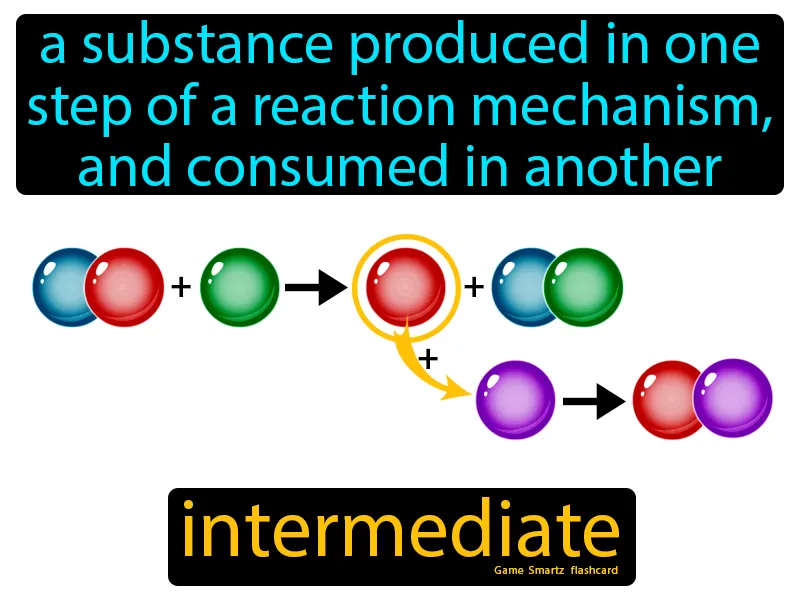 a substance produced in one
step of a reaction mechanism,
and consumed in another
+ +
+
intermediate
Game Smartz flashcard